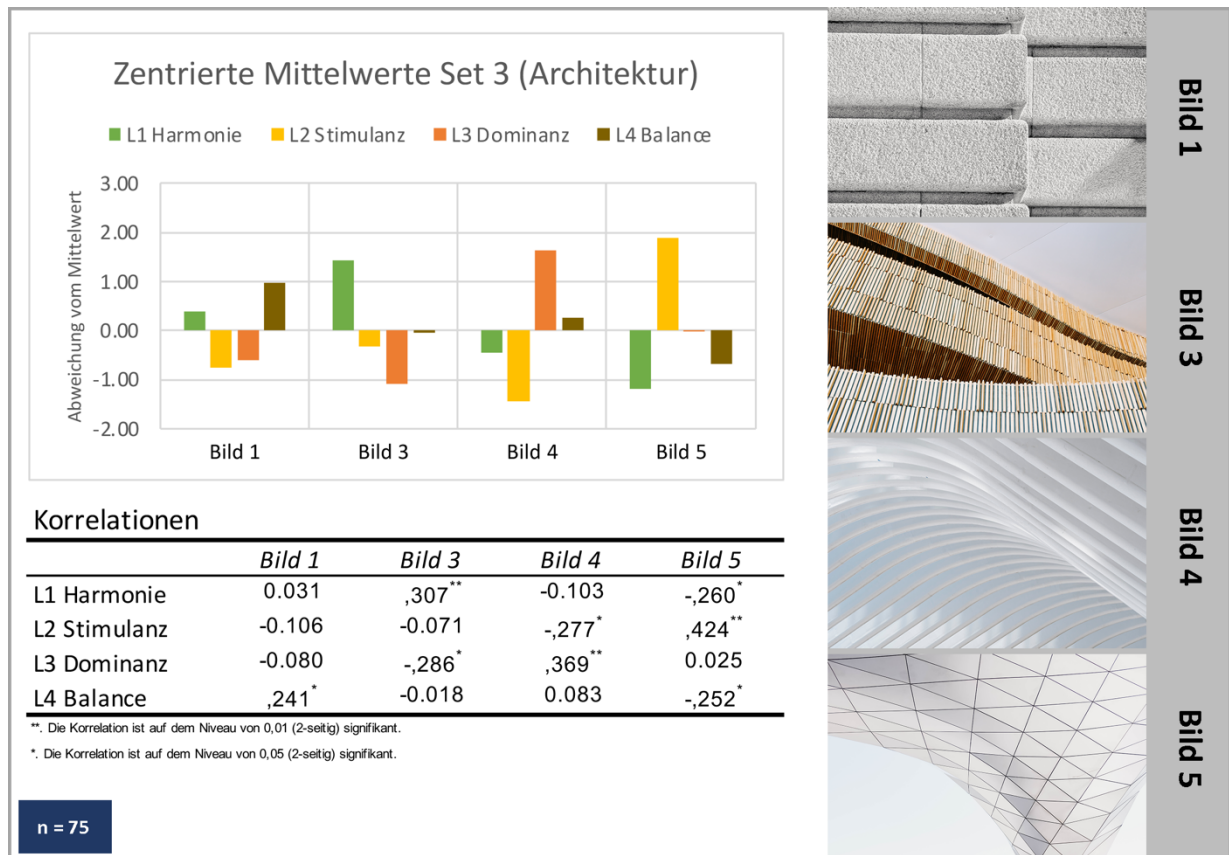 Zentrierte Mittelwerte Set 3 (Architektur)
L1 Harmonie L2 Stimulanz L3 Dominanz L4 Balance
Abweichung vom Mittelwert
3.00
2.00
1.00
0.00
-1.00
-2.00
Bild 1 Bild 3 Bild 4 Bild 5
Korrelationen
Bild 1 Bild 3 Bild 4 Bild 5
L1 Harmonie 0.031 ,307** -0.103 -,260*
L2 Stimulanz -0.106 -0.071 -,277* ,424**
L3 Dominanz -0.080 -,286* ,369** 0.025
L4 Balance ,241* -0.018 0.083 -,252*
**. Die Korrelation ist auf dem Niveau von 0,01 (2-seitig) signifikant.
*. Die Korrelation ist auf dem Niveau von 0,05 (2-seitig) signifikant.
n = 75
Bild 1
Bild 3
Bild 4
Bild 5